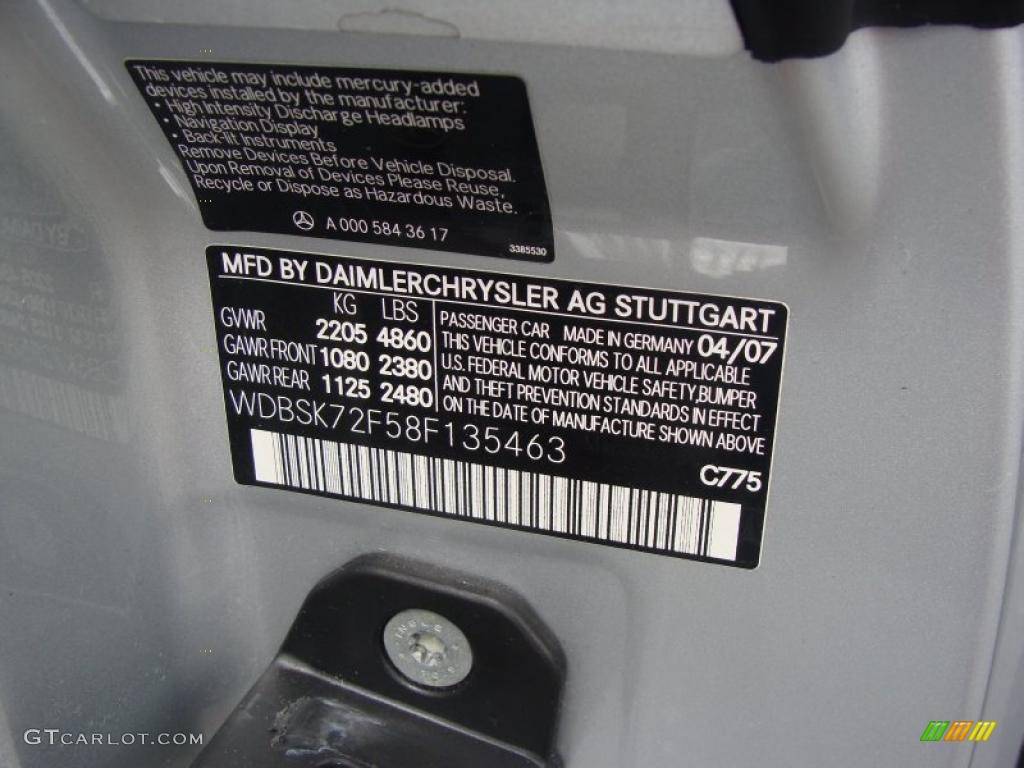 This vehicle may include mercury-added
devices installed by the manufacturer:
• High Intensity Discharge Headlamps
• Navigation Display
• Back-lit Instruments
Remove Devices Before Vehicle Disposal.
Upon Removal of Devices Please Reuse,
Recycle or Dispose as Hazardous Waste.
A 000 584 36 17
3385530
MFD BY DAIMLERCHRYSLER AG STUTTGART
KG LBS
GVWR 2205 4860
GAWR FRONT 1080 2380
GAWR REAR 1125 2480
PASSENGER CAR MADE IN GERMANY 04/07
THIS VEHICLE CONFORMS TO ALL APPLICABLE
U.S. FEDERAL MOTOR VEHICLE SAFETY, BUMPER
AND THEFT PREVENTION STANDARDS IN EFFECT
ON THE DATE OF MANUFACTURE SHOWN ABOVE
WDBSK72F58F135463
C775
GTCARLOT.COM